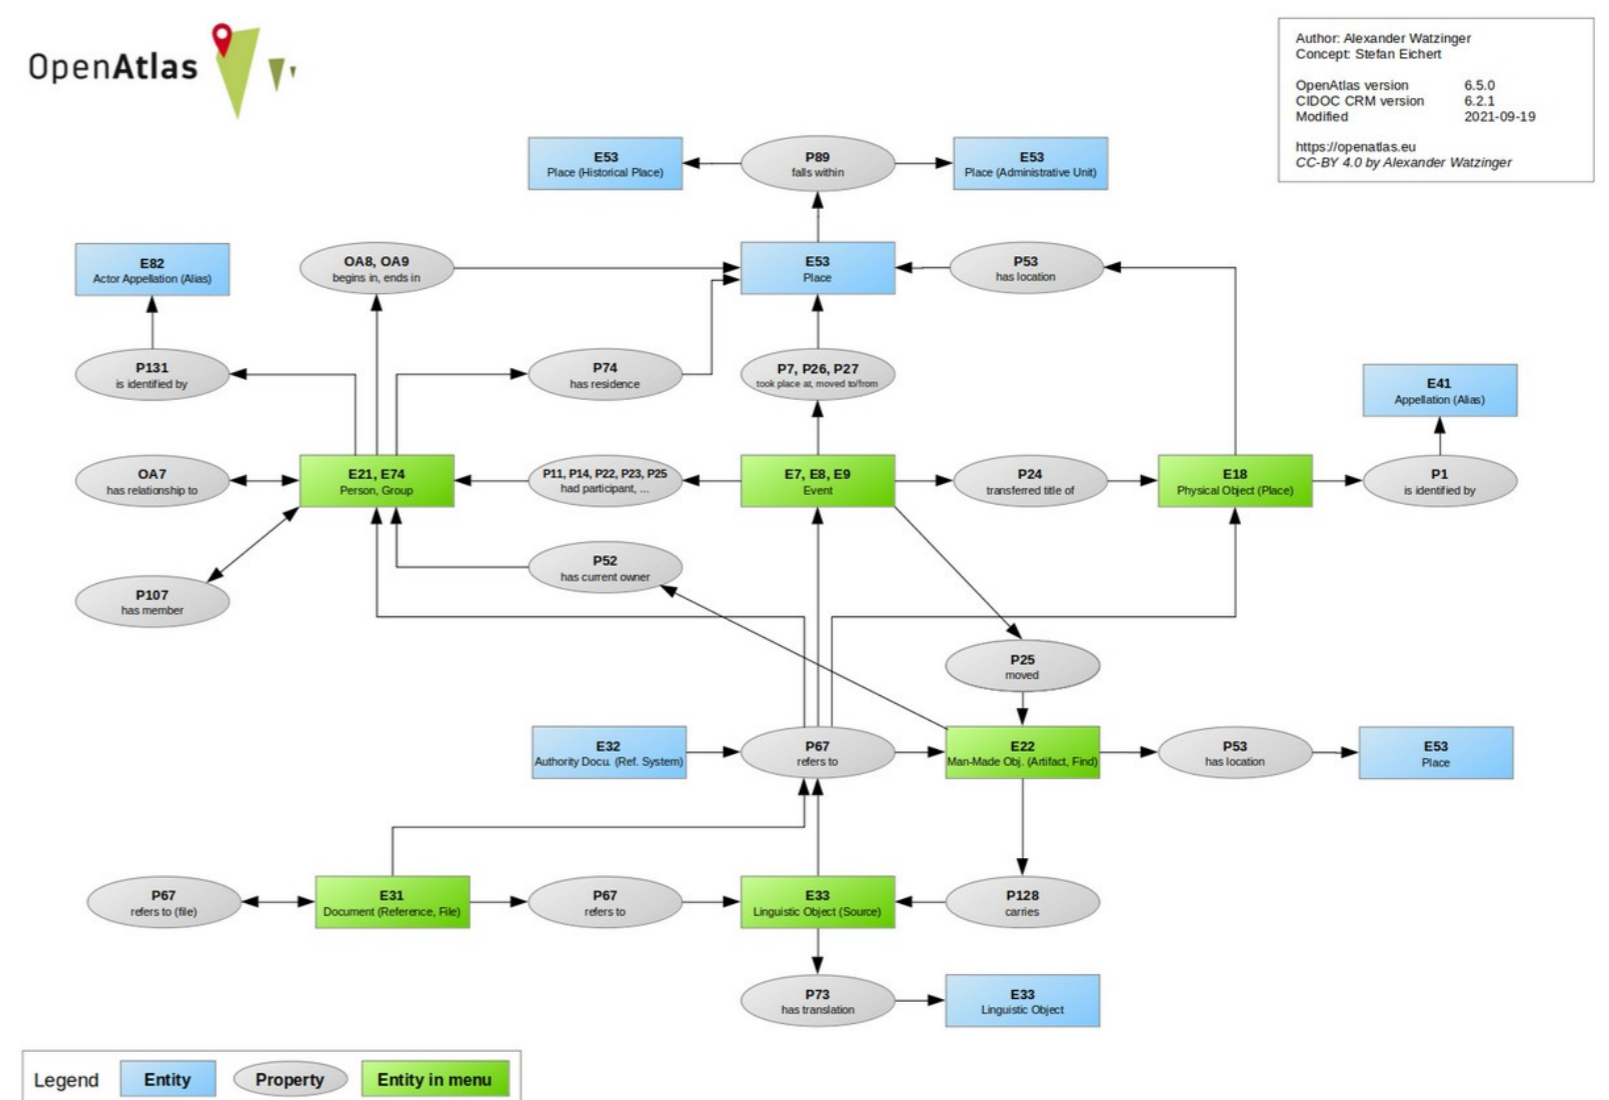 OpenAtlas
Author: Alexander Watzinger
Concept: Stefan Eichert
OpenAtlas version 6.5.0
CIDOC CRM version 6.2.1
Modified 2021-09-19
https://openatlas.eu
CC-BY 4.0 by Alexander Watzinger
E53
Place (Historical Place)
P89
falls within
E53
Place (Administrative Unit)
E82
Actor Appellation (Alias)
OA8, OA9
begins in, ends in
E53
Place
P53
has location
P131
is identified by
P74
has residence
P7, P26, P27
took place at, moved to/from
E41
Appellation (Alias)
OA7
has relationship to
E21, E74
Person, Group
P11, P14, P22, P23, P25
had participant, ...
E7, E8, E9
Event
P24
transferred title of
E18
Physical Object (Place)
P1
is identified by
P52
has current owner
P107
has member
P25
moved
E32
Authority Docu. (Ref. System)
P67
refers to
E22
Man-Made Obj. (Artifact, Find)
P53
has location
E53
Place
P67
refers to (file)
E31
Document (Reference, File)
P67
refers to
E33
Linguistic Object (Source)
P128
carries
P73
has translation
E33
Linguistic Object
Legend
Entity
Property
Entity in menu